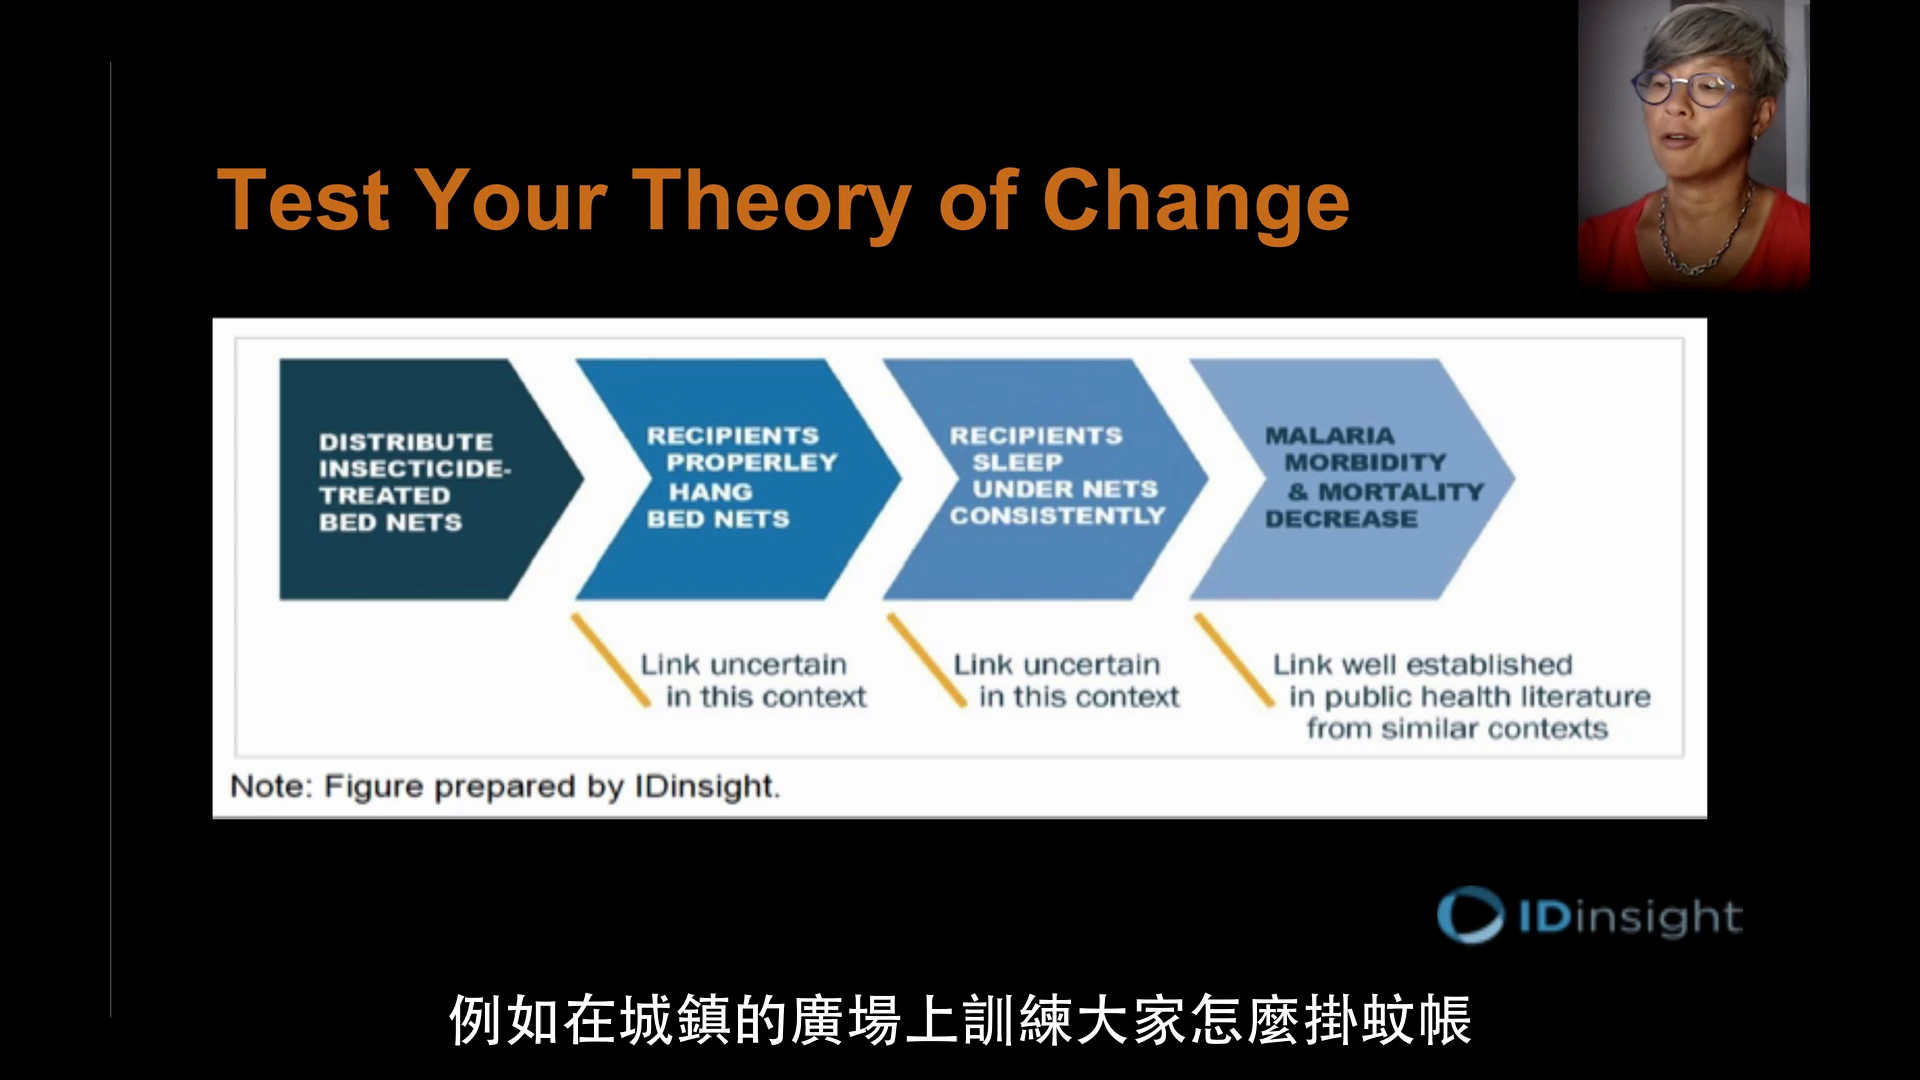 Test Your Theory of Change
DISTRIBUTE
INSECTICIDE-
TREATED
BED NETS
RECIPIENTS
PROPERLEY
HANG
BED NETS
RECIPIENTS
SLEEP
UNDER NETS
CONSISTENTLY
MALARIA
MORBIDITY
& MORTALITY
DECREASE
Link uncertain
in this context
Link uncertain
in this context
Link well established
in public health literature
from similar contexts
Note: Figure prepared by IDinsight.
IDinsight
例如在城鎮的廣場上訓練大家怎麼掛蚊帳